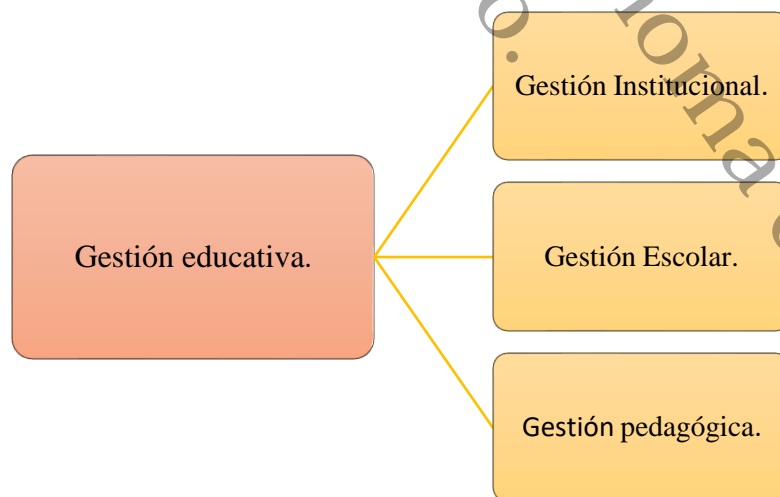 Gestión Institucional.
Gestión educativa.
Gestión Escolar.
Gestión pedagógica.